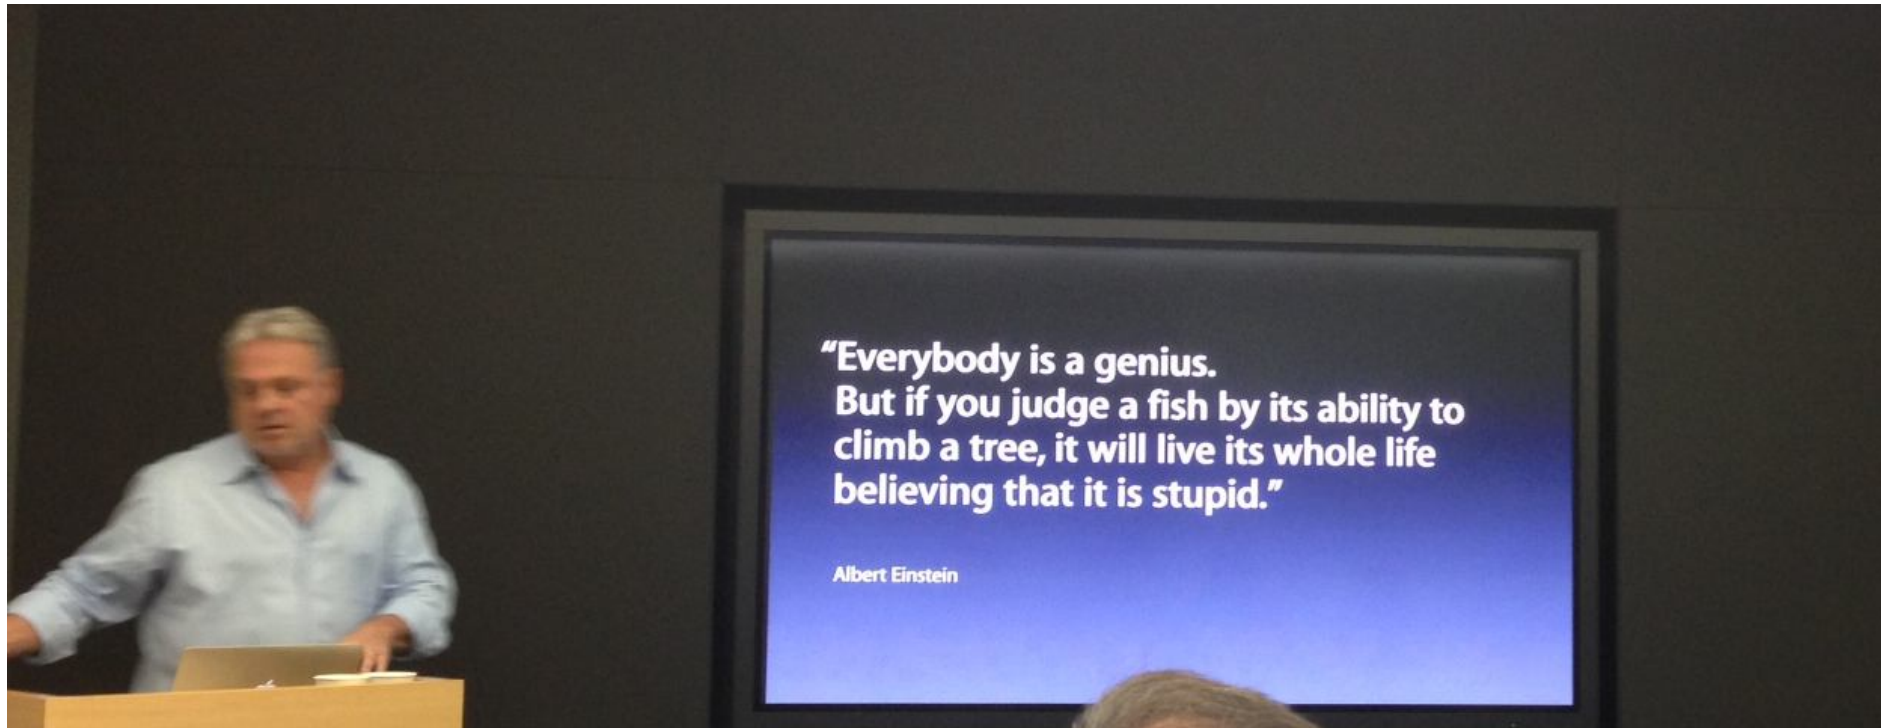 “Everybody is a genius.
But if you judge a fish by its ability to
climb a tree, it will live its whole life
believing that it is stupid.”
Albert Einstein